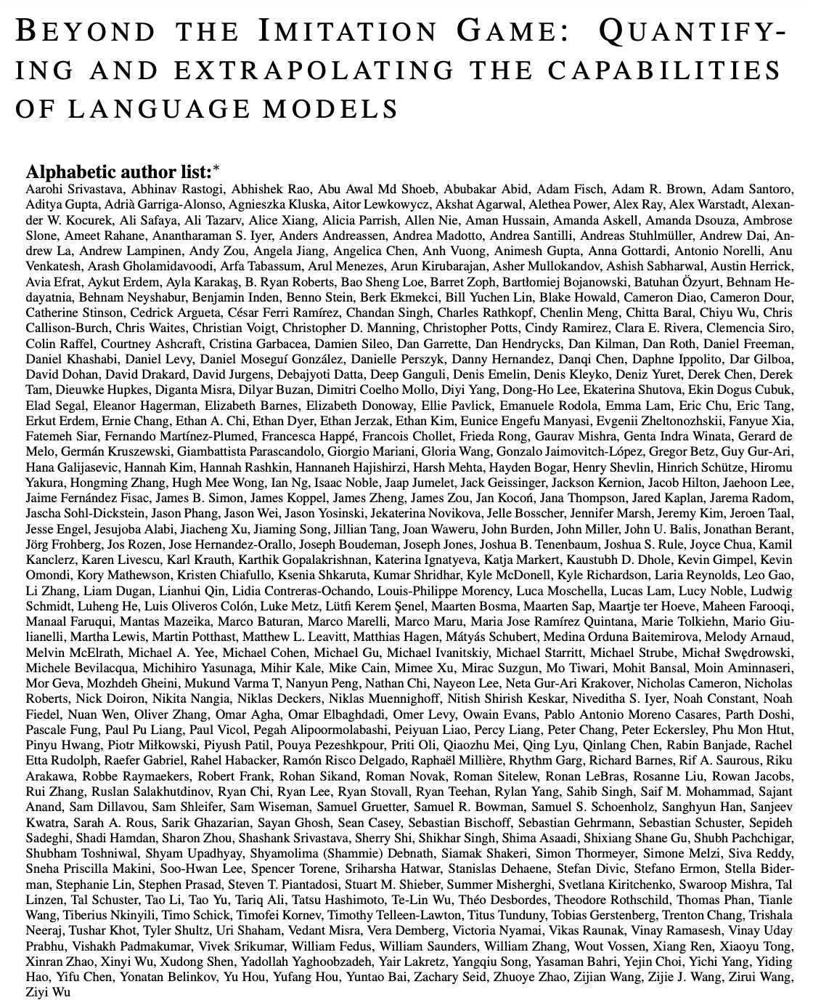 BEYOND THE IMITATION GAME: QUANTIFY-
ING AND EXTRAPOLATING THE CAPABILITIES
OF LANGUAGE MODELS
Alphabetic author list:*
Aarohi Srivastava, Abhinav Rastogi, Abhishek Rao, Abu Awal Md Shoeb, Abubakar Abid, Adam Fisch, Adam R. Brown, Adam Santoro,
Aditya Gupta, Adrià Garriga-Alonso, Agnieszka Kluska, Aitor Lewkowycz, Akshat Agarwal, Alethea Power, Alex Ray, Alex Warstadt, Alexan-
der W. Kocurek, Ali Safaya, Ali Tazarv, Alice Xiang, Alicia Parrish, Allen Nie, Aman Hussain, Amanda Askell, Amanda Dsouza, Ambrose
Slone, Ameet Rahane, Anantharaman S. Iyer, Anders Andreassen, Andrea Madotto, Andrea Santilli, Andreas Stuhlmüller, Andrew Dai, An-
drew La, Andrew Lampinen, Andy Zou, Angela Jiang, Angelica Chen, Anh Vuong, Animesh Gupta, Anna Gottardi, Antonio Norelli, Anu
Venkatesh, Arash Gholamidavoodi, Arfa Tabassum, Arul Menezes, Arun Kirubarajan, Asher Mullokandov, Ashish Sabharwal, Austin Herrick,
Avia Efrat, Aykut Erdem, Ayla Karakaş, B. Ryan Roberts, Bao Sheng Loe, Barret Zoph, Bartłomiej Bojanowski, Batuhan Özyurt, Behnam He-
dayatnia, Behnam Neyshabur, Benjamin Inden, Benno Stein, Berk Ekmekci, Bill Yuchen Lin, Blake Howald, Cameron Diao, Cameron Dour,
Catherine Stinson, Cedrick Argueta, César Ferri Ramírez, Chandan Singh, Charles Rathkopf, Chenlin Meng, Chitta Baral, Chiyu Wu, Chris
Callison-Burch, Chris Waites, Christian Voigt, Christopher D. Manning, Christopher Potts, Cindy Ramirez, Clara E. Rivera, Clemencia Siro,
Colin Raffel, Courtney Ashcraft, Cristina Garbacea, Damien Sileo, Dan Garrette, Dan Hendrycks, Dan Kilman, Dan Roth, Daniel Freeman,
Daniel Khashabi, Daniel Levy, Daniel Moseguí González, Danielle Perszyk, Danny Hernandez, Danqi Chen, Daphne Ippolito, Dar Gilboa,
David Dohan, David Drakard, David Jurgens, Debajyoti Datta, Deep Ganguli, Denis Emelin, Denis Kleyko, Deniz Yuret, Derek Chen, Derek
Tam, Dieuwke Hupkes, Diganta Misra, Dilyar Buzan, Dimitri Coelho Mollo, Diyi Yang, Dong-Ho Lee, Ekaterina Shutova, Ekin Dogus Cubuk,
Elad Segal, Eleanor Hagerman, Elizabeth Barnes, Elizabeth Donoway, Ellie Pavlick, Emanuele Rodola, Emma Lam, Eric Chu, Eric Tang,
Erkut Erdem, Ernie Chang, Ethan A. Chi, Ethan Dyer, Ethan Jerzak, Ethan Kim, Eunice Engefu Manyasi, Evgenii Zheltonozhskii, Fanyue Xia,
Fatemeh Siar, Fernando Martínez-Plumed, Francesca Happé, Francois Chollet, Frieda Rong, Gaurav Mishra, Genta Indra Winata, Gerard de
Melo, Germán Kruszewski, Giambattista Parascandolo, Giorgio Mariani, Gloria Wang, Gonzalo Jaimovitch-López, Gregor Betz, Guy Gur-Ari,
Hana Galijasevic, Hannah Kim, Hannah Rashkin, Hannaneh Hajishirzi, Harsh Mehta, Hayden Bogar, Henry Shevlin, Hinrich Schütze, Hiromu
Yakura, Hongming Zhang, Hugh Mee Wong, Ian Ng, Isaac Noble, Jaap Jumelet, Jack Geissinger, Jackson Kernion, Jacob Hilton, Jaehoon Lee,
Jaime Fernández Fisac, James B. Simon, James Koppel, James Zheng, James Zou, Jan Kocoń, Jana Thompson, Jared Kaplan, Jarema Radom,
Jascha Sohl-Dickstein, Jason Phang, Jason Wei, Jason Yosinski, Jekaterina Novikova, Jelle Bosscher, Jennifer Marsh, Jeremy Kim, Jeroen Taal,
Jesse Engel, Jesujoba Alabi, Jiacheng Xu, Jiaming Song, Jillian Tang, Joan Waweru, John Burden, John Miller, John U. Balis, Jonathan Berant,
Jörg Frohberg, Jos Rozen, Jose Hernandez-Orallo, Joseph Boudeman, Joseph Jones, Joshua B. Tenenbaum, Joshua S. Rule, Joyce Chua, Kamil
Kanclerz, Karen Livescu, Karl Krauth, Karthik Gopalakrishnan, Katerina Ignatyeva, Katja Markert, Kaustubh D. Dhole, Kevin Gimpel, Kevin
Omondi, Kory Mathewson, Kristen Chiafullo, Ksenia Shkaruta, Kumar Shridhar, Kyle McDonell, Kyle Richardson, Laria Reynolds, Leo Gao,
Li Zhang, Liam Dugan, Lianhui Qin, Lidia Contreras-Ochando, Louis-Philippe Morency, Luca Moschella, Lucas Lam, Lucy Noble, Ludwig
Schmidt, Luheng He, Luis Oliveros Colón, Luke Metz, Lütfi Kerem Şenel, Maarten Bosma, Maarten Sap, Maartje ter Hoeve, Maheen Farooqi,
Manaal Faruqui, Mantas Mazeika, Marco Baturan, Marco Marelli, Marco Maru, Maria Jose Ramírez Quintana, Marie Tolkiehn, Mario Giu-
lianelli, Martha Lewis, Martin Potthast, Matthew L. Leavitt, Matthias Hagen, Mátyás Schubert, Medina Orduna Baitemirova, Melody Arnaud,
Melvin McElrath, Michael A. Yee, Michael Cohen, Michael Gu, Michael Ivanitskiy, Michael Starritt, Michael Strube, Michał Swędrowski,
Michele Bevilacqua, Michihiro Yasunaga, Mihir Kale, Mike Cain, Mimee Xu, Mirac Suzgun, Mo Tiwari, Mohit Bansal, Moin Aminnaseri,
Mor Geva, Mozhdeh Gheini, Mukund Varma T, Nanyun Peng, Nathan Chi, Nayeon Lee, Neta Gur-Ari Krakover, Nicholas Cameron, Nicholas
Roberts, Nick Doiron, Nikita Nangia, Niklas Deckers, Niklas Muennighoff, Nitish Shirish Keskar, Niveditha S. Iyer, Noah Constant, Noah
Fiedel, Nuan Wen, Oliver Zhang, Omar Agha, Omar Elbaghdadi, Omer Levy, Owain Evans, Pablo Antonio Moreno Casares, Parth Doshi,
Pascale Fung, Paul Pu Liang, Paul Vicol, Pegah Alipoormolabashi, Peiyuan Liao, Percy Liang, Peter Chang, Peter Eckersley, Phu Mon Htut,
Pinyu Hwang, Piotr Miłkowski, Piyush Patil, Pouya Pezeshkpour, Priti Oli, Qiaozhu Mei, Qing Lyu, Qinlang Chen, Rabin Banjade, Rachel
Etta Rudolph, Raefer Gabriel, Rahel Habacker, Ramón Risco Delgado, Raphaël Millière, Rhythm Garg, Richard Barnes, Rif A. Saurous, Riku
Arakawa, Robbe Raymaekers, Robert Frank, Rohan Sikand, Roman Novak, Roman Sitelew, Ronan LeBras, Rosanne Liu, Rowan Jacobs,
Rui Zhang, Ruslan Salakhutdinov, Ryan Chi, Ryan Lee, Ryan Stovall, Ryan Teehan, Rylan Yang, Sahib Singh, Saif M. Mohammad, Sajant
Anand, Sam Dillavou, Sam Shleifer, Sam Wiseman, Samuel Gruetter, Samuel R. Bowman, Samuel S. Schoenholz, Sanghyun Han, Sanjeev
Kwatra, Sarah A. Rous, Sarik Ghazarian, Sayan Ghosh, Sean Casey, Sebastian Bischoff, Sebastian Gehrmann, Sebastian Schuster, Sepideh
Sadeghi, Shadi Hamdan, Sharon Zhou, Shashank Srivastava, Sherry Shi, Shikhar Singh, Shima Asaadi, Shixiang Shane Gu, Shubh Pachchigar,
Shubham Toshniwal, Shyam Upadhyay, Shyamolima (Shammie) Debnath, Siamak Shakeri, Simon Thormeyer, Simone Melzi, Siva Reddy,
Sneha Priscilla Makini, Soo-Hwan Lee, Spencer Torene, Sriharsha Hatwar, Stanislas Dehaene, Stefan Divic, Stefano Ermon, Stella Bider-
man, Stephanie Lin, Stephen Prasad, Steven T. Piantadosi, Stuart M. Shieber, Summer Misherghi, Svetlana Kiritchenko, Swaroop Mishra, Tal
Linzen, Tal Schuster, Tao Li, Tao Yu, Tariq Ali, Tatsu Hashimoto, Te-Lin Wu, Théo Desbordes, Theodore Rothschild, Thomas Phan, Tianle
Wang, Tiberius Nkinyili, Timo Schick, Timofei Kornev, Timothy Telleen-Lawton, Titus Tunduny, Tobias Gerstenberg, Trenton Chang, Trishala
Neeraj, Tushar Khot, Tyler Shultz, Uri Shaham, Vedant Misra, Vera Demberg, Victoria Nyamai, Vikas Raunak, Vinay Ramasesh, Vinay Uday
Prabhu, Vishakh Padmakumar, Vivek Srikumar, William Fedus, William Saunders, William Zhang, Wout Vossen, Xiang Ren, Xiaoyu Tong,
Xinran Zhao, Xinyi Wu, Xudong Shen, Yadollah Yaghoobzadeh, Yair Lakretz, Yangqiu Song, Yasaman Bahri, Yejin Choi, Yichi Yang, Yiding
Hao, Yifu Chen, Yonatan Belinkov, Yu Hou, Yufang Hou, Yuntao Bai, Zachary Seid, Zhuoye Zhao, Zijian Wang, Zijie J. Wang, Zirui Wang,
Ziyi Wu